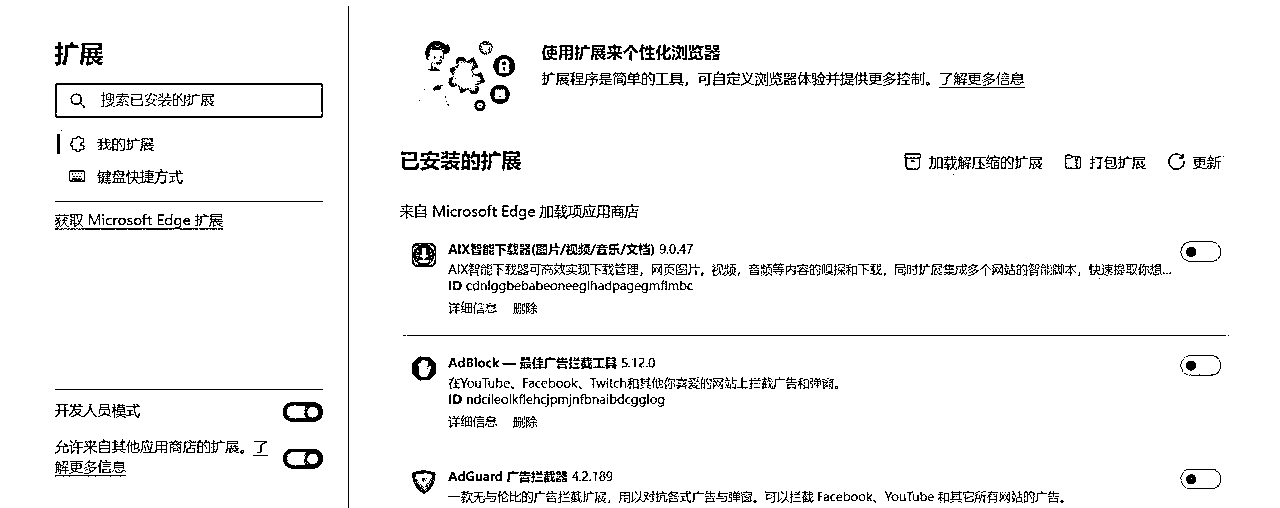 扩展
搜索已安装的扩展
我的扩展
键盘快捷方式
获取 Microsoft Edge 扩展
开发人员模式
允许来自其他应用商店的扩展。了
解更多信息
使用扩展来个性化浏览器
扩展程序是简单的工具，可自定义浏览器体验并提供更多控制。了解更多信息
已安装的扩展
加载解压缩的扩展 打包扩展 更新
来自 Microsoft Edge 加载项应用商店
AIX智能下载器(图片/视频/音乐/文档) 9.0.47
AIX智能下载器可高效实现下载管理，网页图片，视频，音频等内容的嗅探和下载，同时扩展集成多个网站的智能脚本，快速提取你想...
ID
详细信息 删除
AdBlock — 最佳广告拦截工具 5.12.0
在YouTube、Facebook、Twitch和其他你喜爱的网站上拦截广告和弹窗。
ID ndcileolkflehcjpmjnfbnaibdcgglog
详细信息 删除
AdGuard 广告拦截器 4.2.189
一款无与伦比的广告拦截扩展，用以对抗各式广告与弹窗。可以拦截 Facebook、YouTube 和其它所有网站的广告。